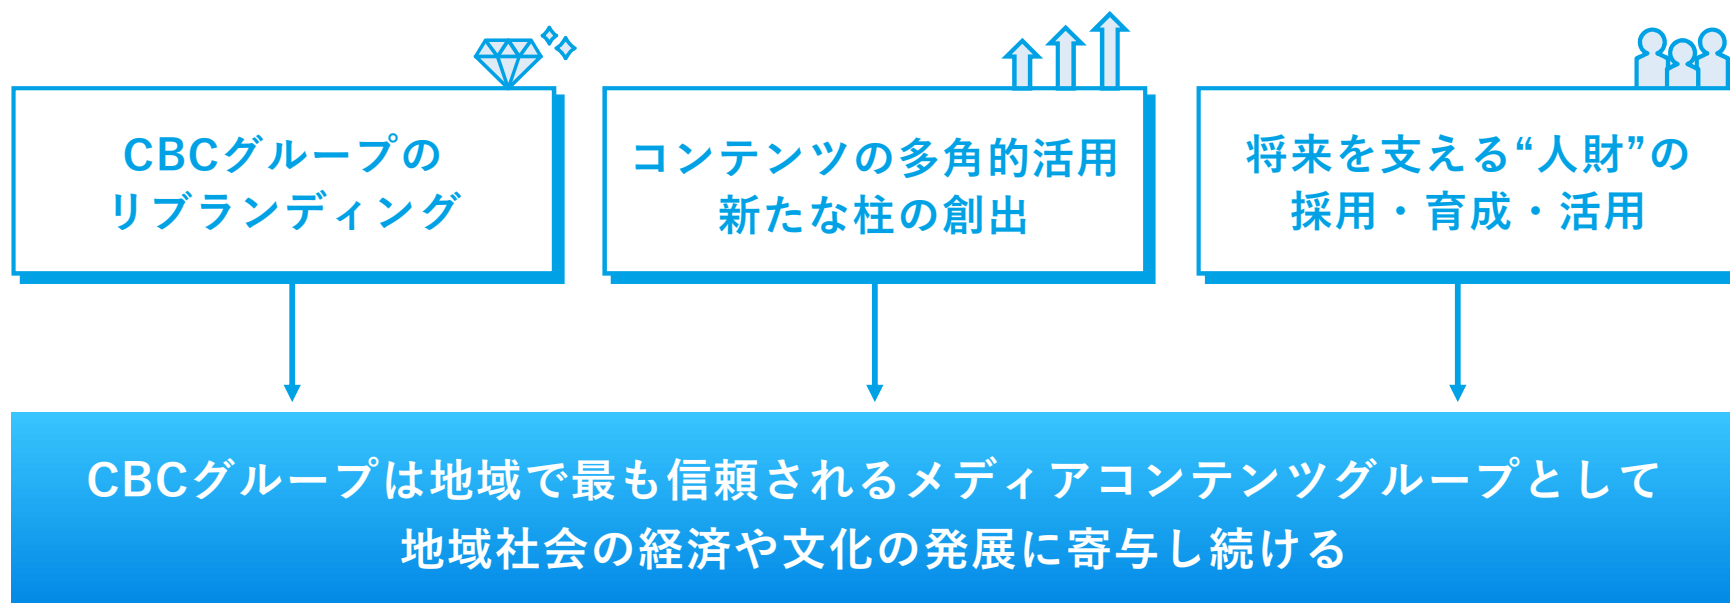 CBCグループの
リブランディング
コンテンツの多角的活用
新たな柱の創出
将来を支える“人財”の
採用・育成・活用
CBCグループは地域で最も信頼されるメディアコンテンツグループとして
地域社会の経済や文化の発展に寄与し続ける